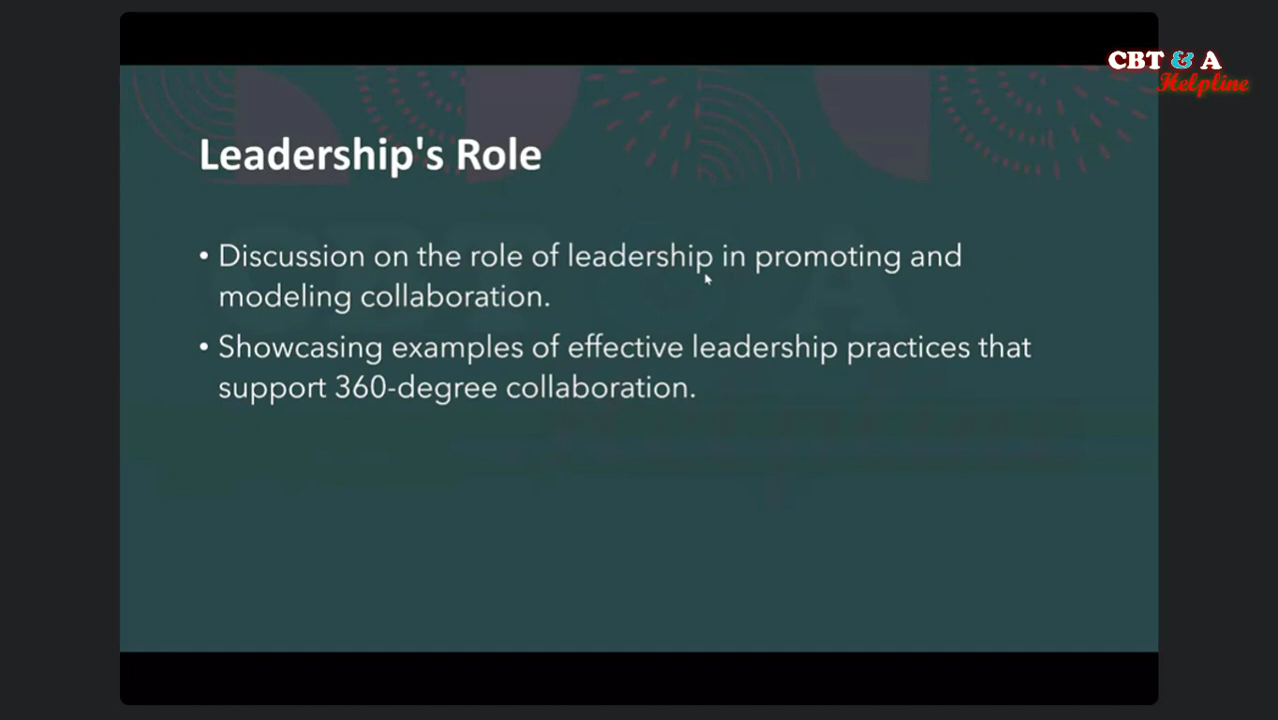 CBT & A
Helpline
Leadership's Role
• Discussion on the role of leadership in promoting and
modeling collaboration.
• Showcasing examples of effective leadership practices that
support 360-degree collaboration.